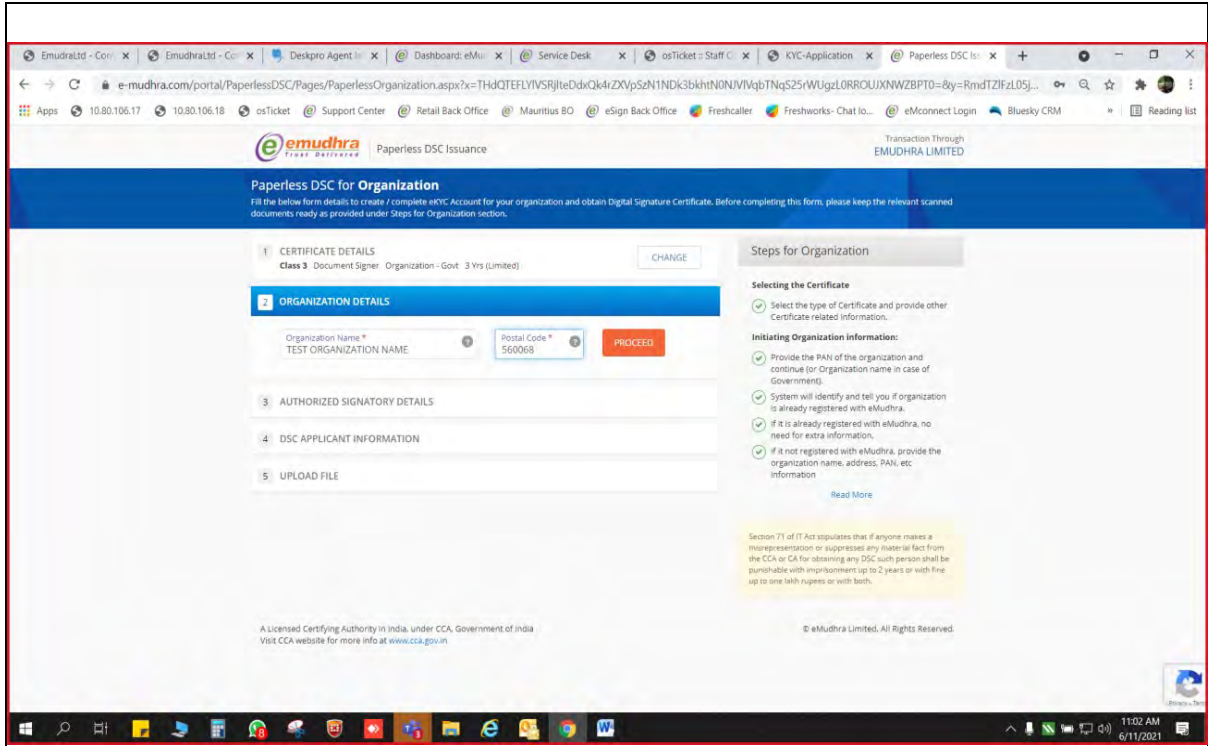 EmudraLtd - Con
EmudhraLtd - Co
Deskpro Agent In
Dashboard: eMu
Service Desk
osTicket :: Staff C
KYC-Application
Paperless DSC Iss
Apps
10.80.106.17
10.80.106.18
osTicket
Support Center
Retail Back Office
Mauritius BO
eSign Back Office
Freshcaller
Freshworks- Chat lo...
eMconnect Login
Bluesky CRM
»
Reading list
emudhra
Trust Delivered
Paperless DSC Issuance
Transaction Through
EMUDHRA LIMITED
Paperless DSC for Organization
Fill the below form details to create / complete eKYC Account for your organization and obtain Digital Signature Certificate. Before completing this form, please keep the relevant scanned
documents ready as provided under Steps for Organization section.
1 CERTIFICATE DETAILS
Class 3 Document Signer Organization - Govt 3 Yrs (Limited)
CHANGE
2 ORGANIZATION DETAILS
Organization Name *
TEST ORGANIZATION NAME
Postal Code *
560068
PROCEED
3 AUTHORIZED SIGNATORY DETAILS
4 DSC APPLICANT INFORMATION
5 UPLOAD FILE
Steps for Organization
Selecting the Certificate
Select the type of Certificate and provide other
Certificate related information.
Initiating Organization information:
Provide the PAN of the organization and
continue (or Organization name in case of
Government).
System will identify and tell you if organization
is already registered with eMudhra.
If it is already registered with eMudhra, no
need for extra information.
If it not registered with eMudhra, provide the
organization name, address, PAN, etc
information
Read More
Section 71 of IT Act stipulates that if anyone makes a
misrepresentation or suppresses any material fact from
the CCA or CA for obtaining any DSC such person shall be
punishable with imprisonment up to 2 years or with fine
up to one lakh rupees or with both.
A Licensed Certifying Authority in India, under CCA, Government of India
Visit CCA website for more info at www.cca.gov.in
© eMudhra Limited, All Rights Reserved.
Privacy - Term
11:02 AM
6/11/2021